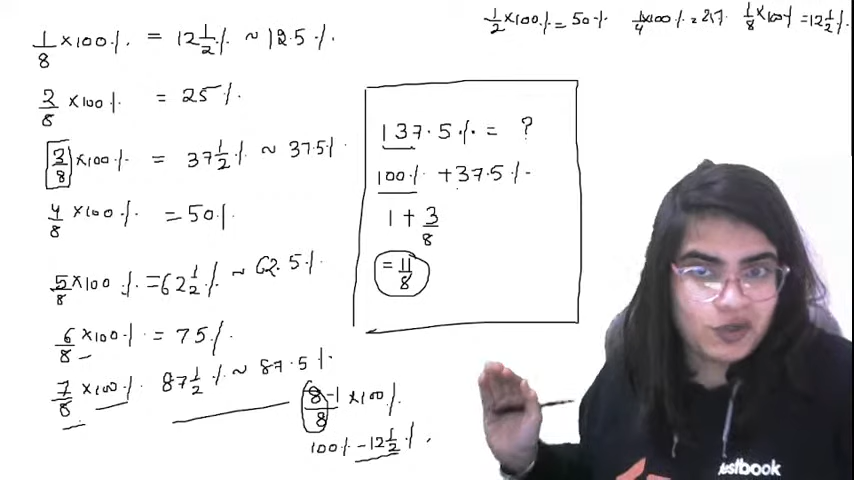 1/8 ×100%. = 12 1/2 % ~ 12.5 %.
2/8 ×100% = 25%.
3/8 ×100% = 37 1/2 % ~ 37.5%
4/8 ×100% = 50%.
5/8 ×100% = 62 1/2 % ~ 62.5%
6/8 ×100% = 75%
7/8 ×100% 87 1/2 % ~ 87.5%
8-1/8 ×100%.
100% - 12 1/2 %.
137.5% = ?
100% + 37.5%
1 + 3/8
= 11/8
1/2 ×100% = 50% 1/4 ×100% = 25% 1/8 ×100% = 12 1/2 %
testbook